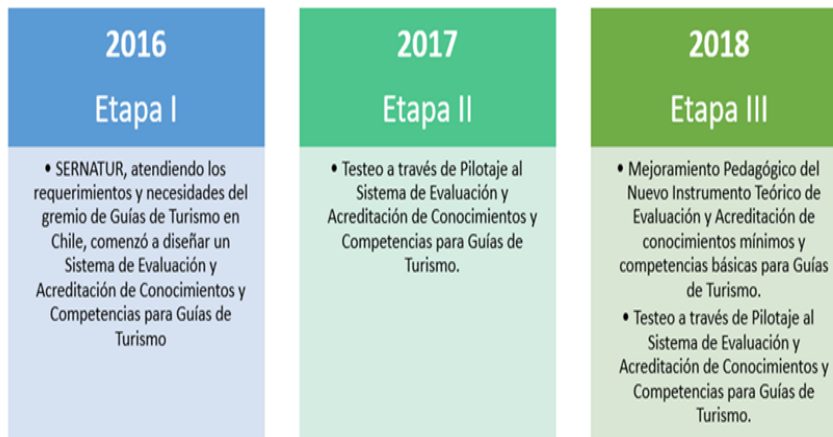 2016
Etapa I
• SERNATUR, atendiendo los
requerimientos y necesidades del
gremio de Guías de Turismo en
Chile, comenzó a diseñar un
Sistema de Evaluación y
Acreditación de Conocimientos y
Competencias para Guías de
Turismo
2017
Etapa II
• Testeo a través de Pilotaje al
Sistema de Evaluación y
Acreditación de Conocimientos y
Competencias para Guías de
Turismo.
2018
Etapa III
• Mejoramiento Pedagógico del
Nuevo Instrumento Teórico de
Evaluación y Acreditación de
conocimientos mínimos y
competencias básicas para Guías
de Turismo.
• Testeo a través de Pilotaje al
Sistema de Evaluación y
Acreditación de Conocimientos y
Competencias para Guías de
Turismo.